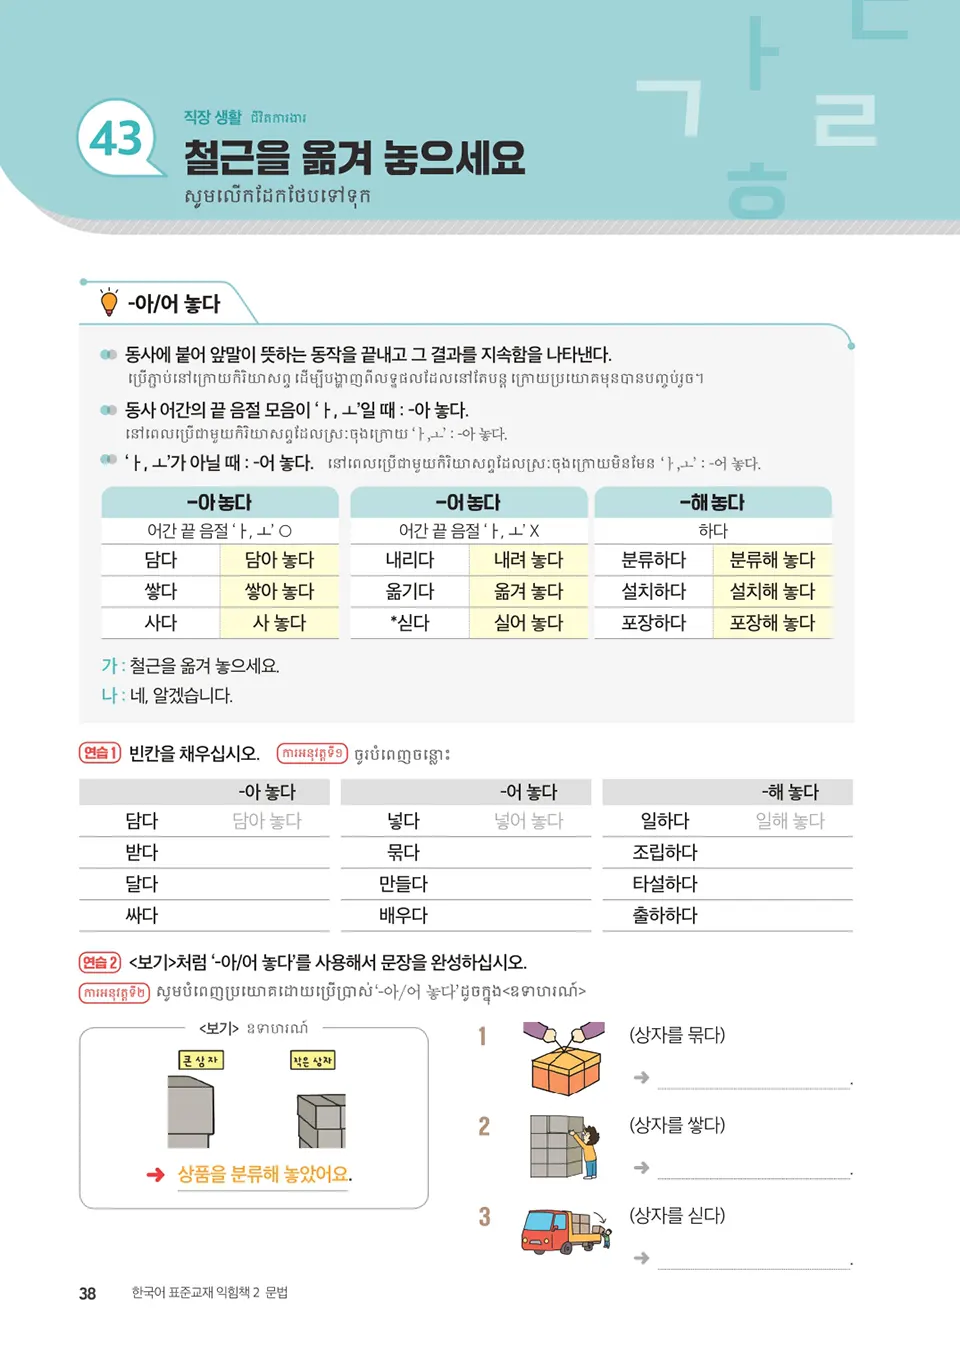 43
직장 생활 ជីវិតការងារ
철근을 옮겨 놓으세요
សូមលើកដែកថែបទៅទុក
ㄱ ㅏ ㄴ ㄹ ㅎ
-아/어 놓다
동사에 붙어 앞말이 뜻하는 동작을 끝내고 그 결과를 지속함을 나타낸다.
ប្រើភ្ជាប់នៅក្រោយកិរិយាសព្ទ ដើម្បីបង្ហាញពីលទ្ធផលដែលនៅតែបន្ត ក្រោយប្រយោគមុនបានបញ្ចប់រួច។
동사 어간의 끝 음절 모음이 ‘ㅏ, ㅗ’일 때 : -아 놓다.
នៅពេលប្រើជាមួយកិរិយាសព្ទដែលស្រះចុងក្រោយ ‘ㅏ,ㅗ’ : -아 놓다.
‘ㅏ, ㅗ’가 아닐 때 : -어 놓다. នៅពេលប្រើជាមួយកិរិយាសព្ទដែលស្រះចុងក្រោយមិនមែន ‘ㅏ,ㅗ’ : -어 놓다.
-아 놓다 -어 놓다 -해 놓다
어간 끝 음절 ‘ㅏ, ㅗ’ O 어간 끝 음절 ‘ㅏ, ㅗ’ X 하다
담다 담아 놓다 내리다 내려 놓다 분류하다 분류해 놓다
쌓다 쌓아 놓다 옮기다 옮겨 놓다 설치하다 설치해 놓다
사다 사 놓다 *싣다 실어 놓다 포장하다 포장해 놓다
가 : 철근을 옮겨 놓으세요.
나 : 네, 알겠습니다.
연습 1 빈칸을 채우십시오. ការអនុវត្តទី១ ចូរបំពេញចន្លោះ
-아 놓다 -어 놓다 -해 놓다
담다 담아 놓다 넣다 넣어 놓다 일하다 일해 놓다
받다 묶다 조립하다
달다 만들다 타설하다
싸다 배우다 출하하다
연습 2 <보기>처럼 ‘-아/어 놓다’를 사용해서 문장을 완성하십시오.
ការអនុវត្តទី២ សូមបំពេញប្រយោគដោយប្រើប្រាស់ ‘-아/어 놓다’ ដូចក្នុង<ឧទាហរណ៍>
<보기> ឧទាហរណ៍
큰 상자 작은 상자
➜ 상품을 분류해 놓았어요.
1 (상자를 묶다)
➜ .
2 (상자를 쌓다)
➜ .
3 (상자를 싣다)
➜ .
38 한국어 표준교재 익힘책 2 문법